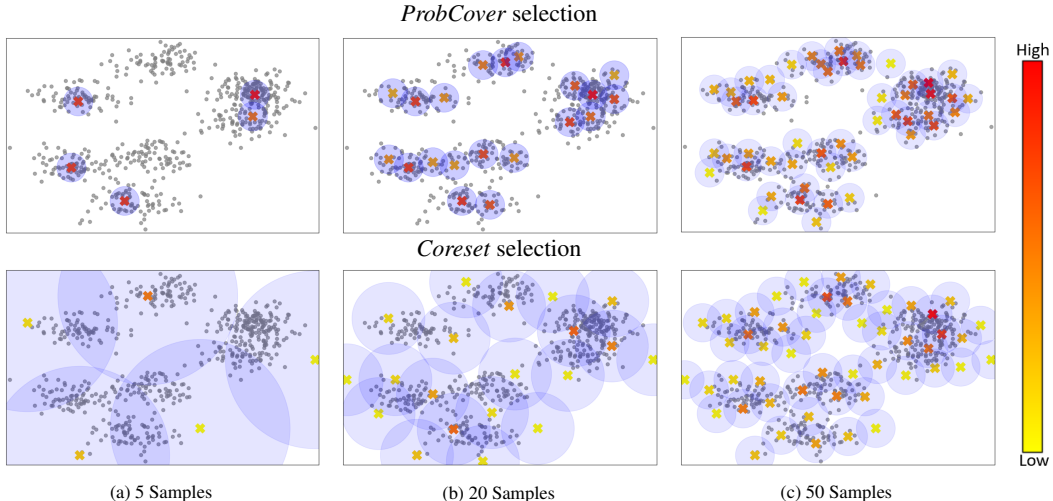 ProbCover selection
High
Coreset selection
Low
(a) 5 Samples
(b) 20 Samples
(c) 50 Samples